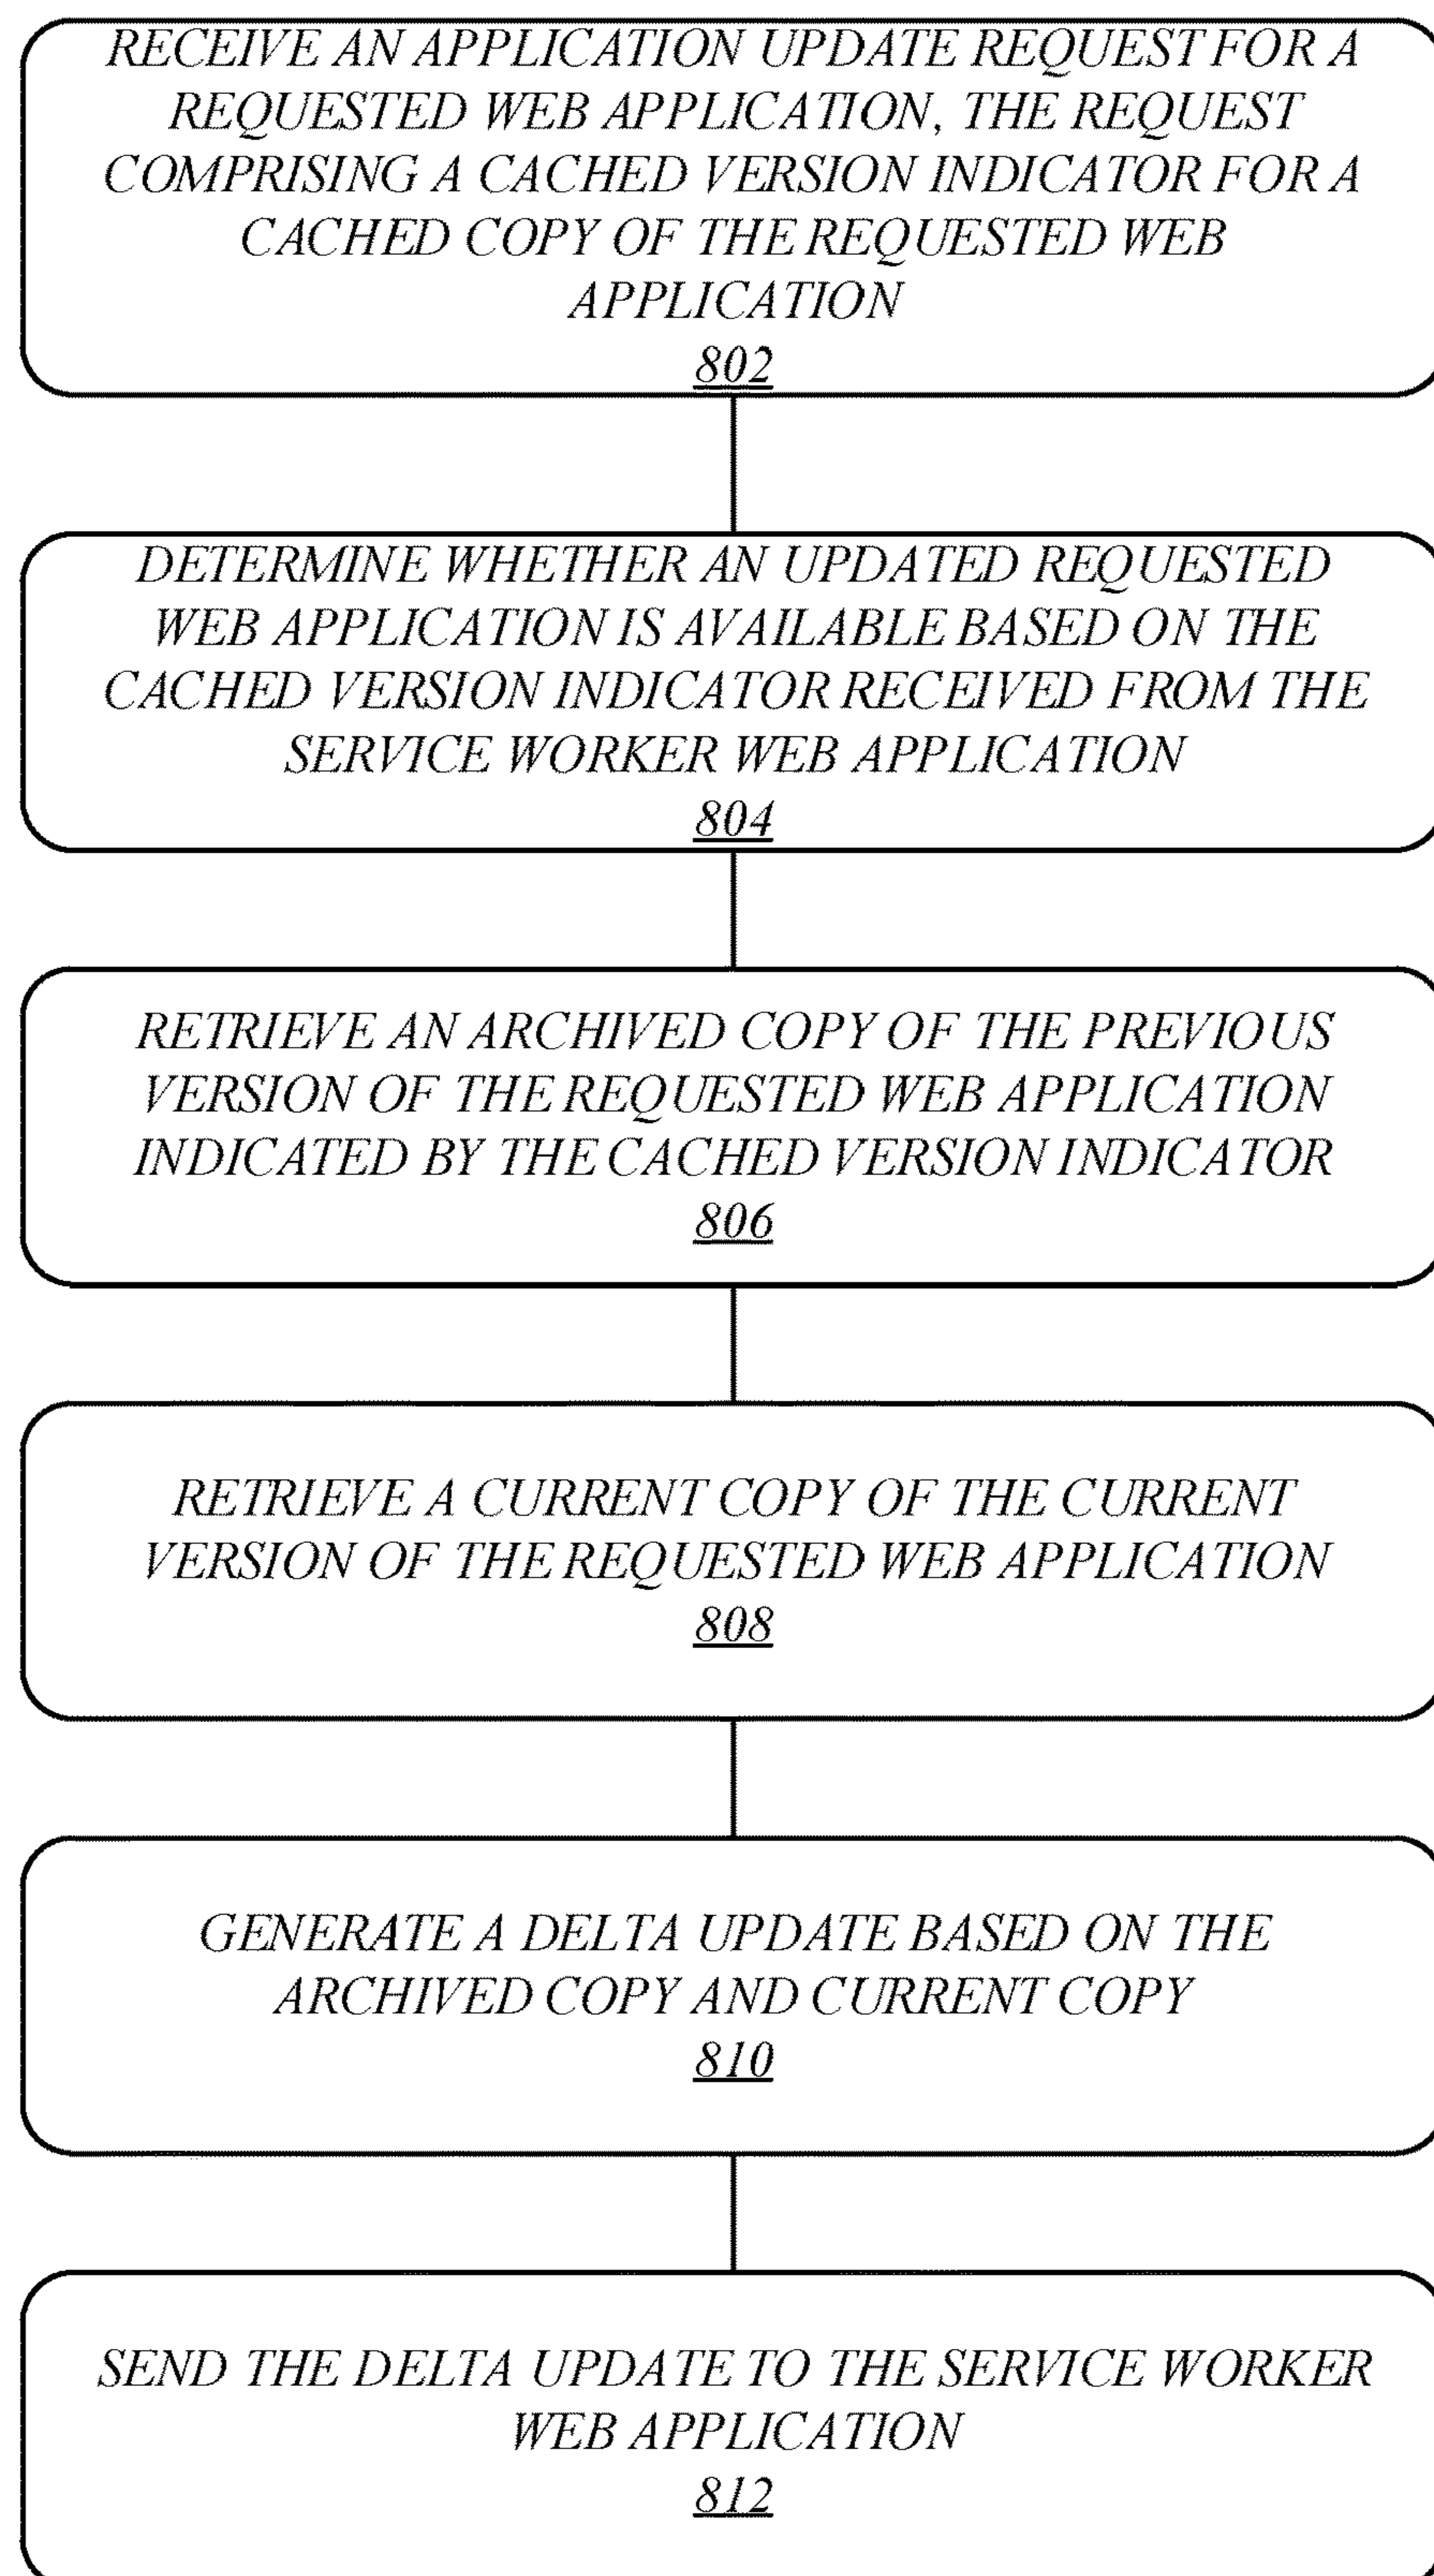 RECEIVE AN APPLICATION UPDATE REQUEST FOR A
REQUESTED WEB APPLICATION, THE REQUEST
COMPRISING A CACHED VERSION INDICATOR FOR A
CACHED COPY OF THE REQUESTED WEB
APPLICATION
802
DETERMINE WHETHER AN UPDATED REQUESTED
WEB APPLICATION IS AVAILABLE BASED ON THE
CACHED VERSION INDICATOR RECEIVED FROM THE
SERVICE WORKER WEB APPLICATION
804
RETRIEVE AN ARCHIVED COPY OF THE PREVIOUS
VERSION OF THE REQUESTED WEB APPLICATION
INDICATED BY THE CACHED VERSION INDICATOR
806
RETRIEVE A CURRENT COPY OF THE CURRENT
VERSION OF THE REQUESTED WEB APPLICATION
808
GENERATE A DELTA UPDATE BASED ON THE
ARCHIVED COPY AND CURRENT COPY
810
SEND THE DELTA UPDATE TO THE SERVICE WORKER
WEB APPLICATION
812